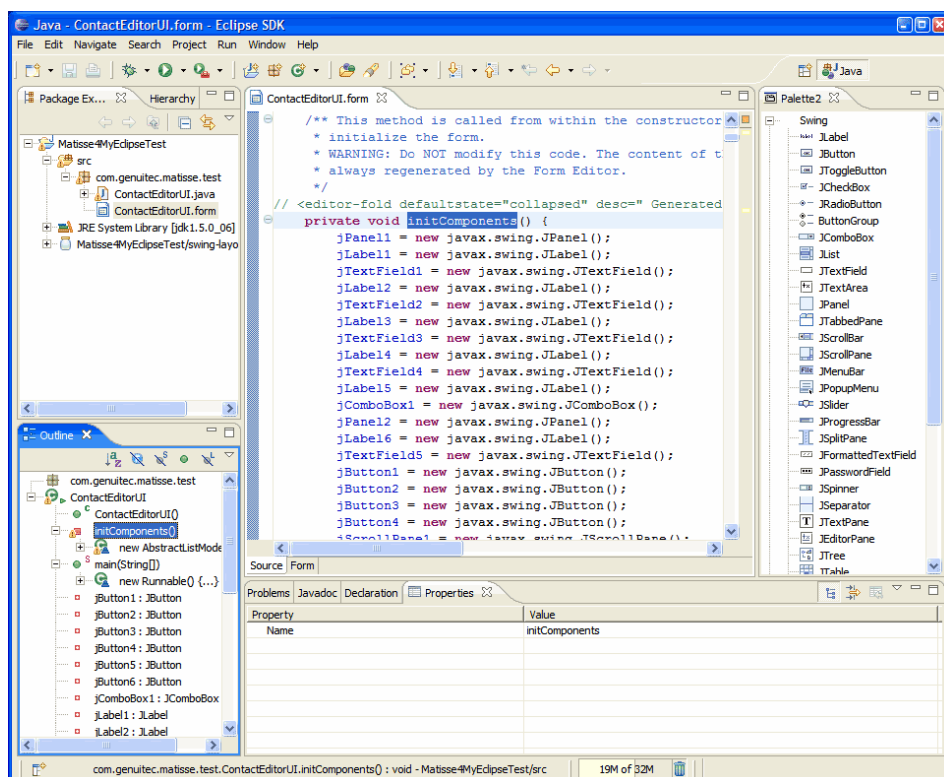 Java - ContactEditorUI.form - Eclipse SDK
File Edit Navigate Search Project Run Window Help
Java
Package Ex... Hierarchy
Matisse4MyEclipseTest
src
com.genuitec.matisse.test
ContactEditorUI.java
ContactEditorUI.form
JRE System Library [jdk1.5.0_06]
Matisse4MyEclipseTest/swing-layo
ContactEditorUI.form
/** This method is called from within the constructor
* initialize the form.
* WARNING: Do NOT modify this code. The content of t
* always regenerated by the Form Editor.
*/
// <editor-fold defaultstate="collapsed" desc=" Generated
private void initComponents() {
jPanel1 = new javax.swing.JPanel();
jLabel1 = new javax.swing.JLabel();
jTextField1 = new javax.swing.JTextField();
jLabel2 = new javax.swing.JLabel();
jTextField2 = new javax.swing.JTextField();
jLabel3 = new javax.swing.JLabel();
jTextField3 = new javax.swing.JTextField();
jLabel4 = new javax.swing.JLabel();
jTextField4 = new javax.swing.JTextField();
jLabel5 = new javax.swing.JLabel();
jComboBox1 = new javax.swing.JComboBox();
jPanel2 = new javax.swing.JPanel();
jLabel6 = new javax.swing.JLabel();
jTextField5 = new javax.swing.JTextField();
jButton1 = new javax.swing.JButton();
jButton2 = new javax.swing.JButton();
jButton3 = new javax.swing.JButton();
jButton4 = new javax.swing.JButton();
jScrollPane1 = new javax.swing.JScrollPane();
Source Form
Palette2
Swing
JLabel
JButton
JToggleButton
JCheckBox
JRadioButton
ButtonGroup
JComboBox
JList
JTextField
JTextArea
JPanel
JTabbedPane
JScrollBar
JScrollPane
JMenuBar
JPopupMenu
JSlider
JProgressBar
JSplitPane
JFormattedTextField
JPasswordField
JSpinner
JSeparator
JTextPane
JEditorPane
JTree
JTable
Outline
com.genuitec.matisse.test
ContactEditorUI
ContactEditorUI()
initComponents()
new AbstractListMode
main(String[])
new Runnable() {...}
jButton1 : JButton
jButton2 : JButton
jButton3 : JButton
jButton4 : JButton
jButton5 : JButton
jButton6 : JButton
jComboBox1 : JComboBox
jLabel1 : JLabel
jLabel2 : JLabel
Problems Javadoc Declaration Properties
Property Value
Name initComponents
com.genuitec.matisse.test.ContactEditorUI.initComponents() : void - Matisse4MyEclipseTest/src
19M of 32M